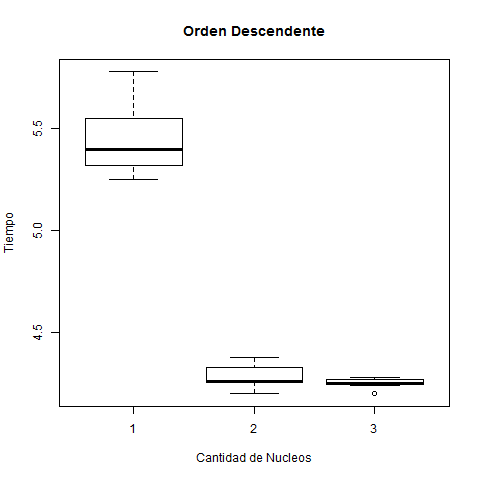 Orden Descendente
Tiempo
5.5
5.0
4.5
1 2 3
Cantidad de Nucleos